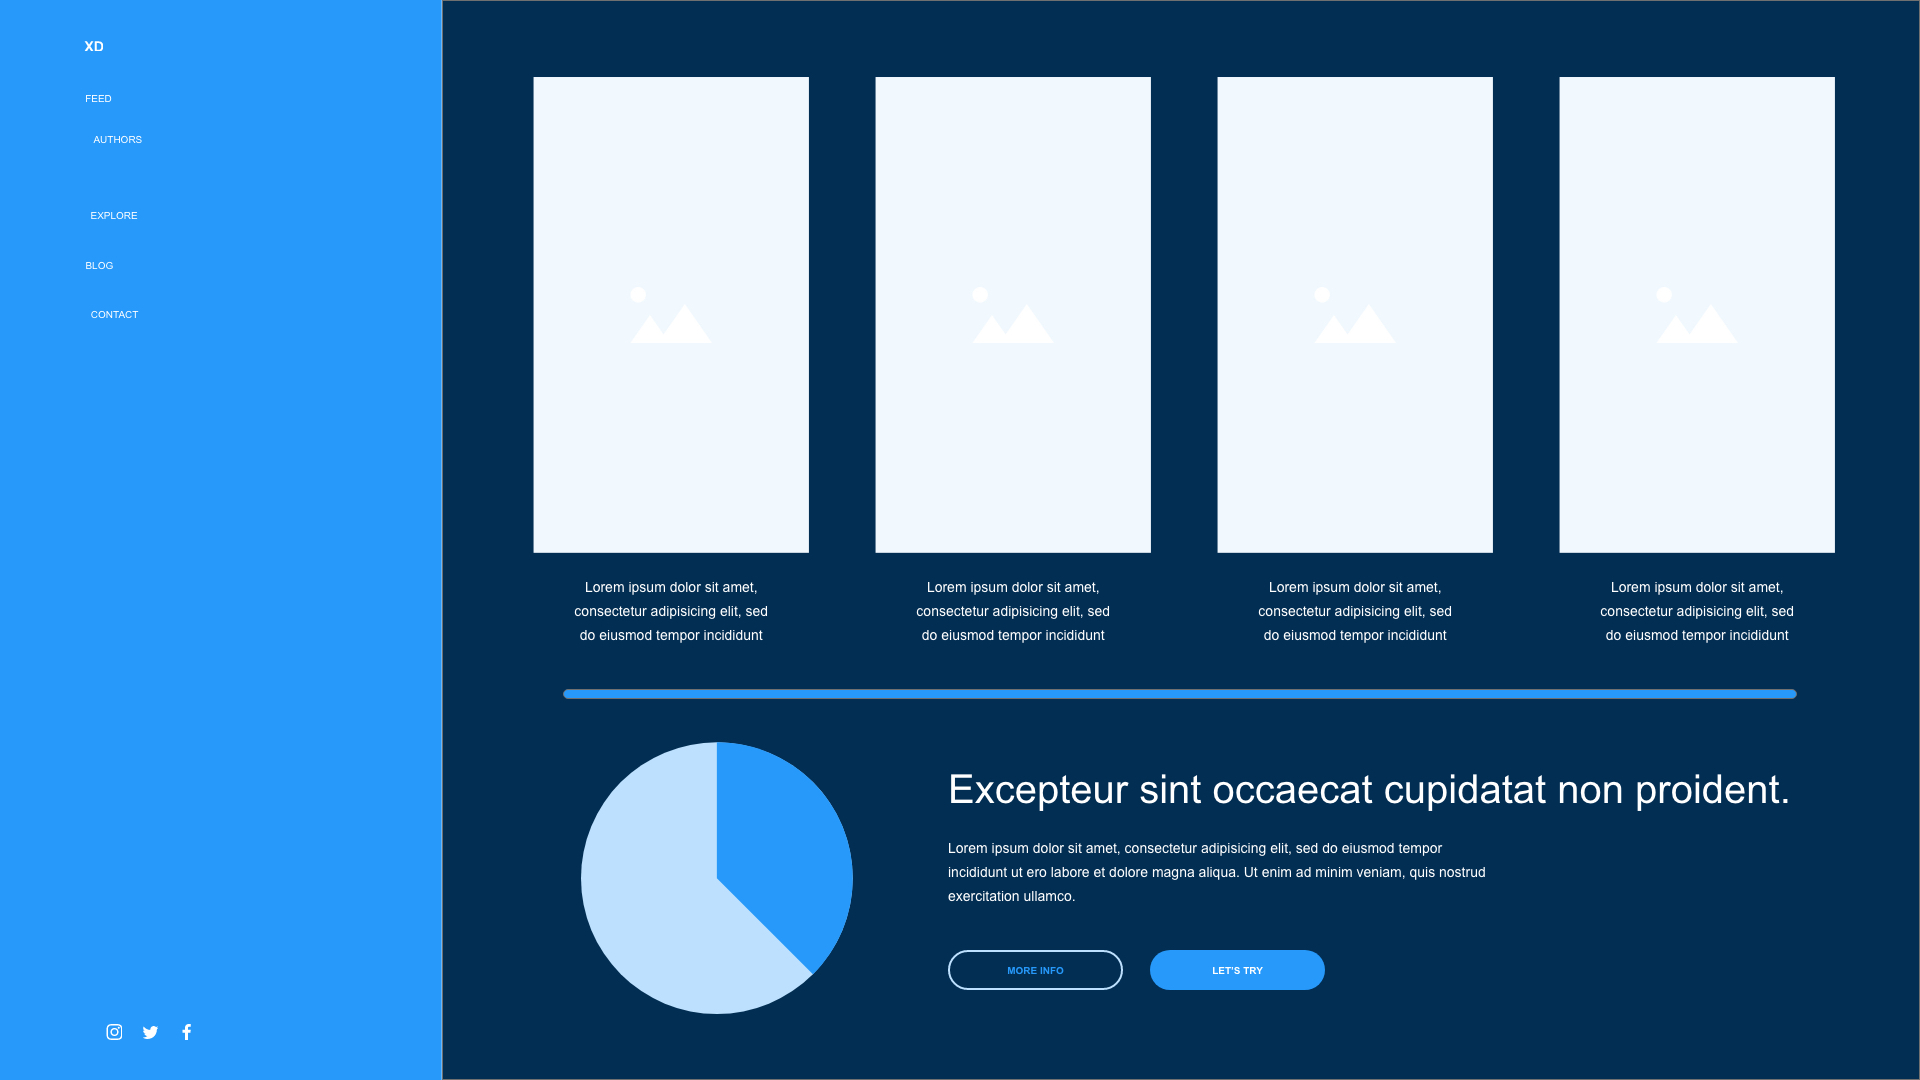 XD
FEED
AUTHORS
EXPLORE
BLOG
CONTACT
Lorem ipsum dolor sit amet,
consectetur adipisicing elit, sed
do eiusmod tempor incididunt
Lorem ipsum dolor sit amet,
consectetur adipisicing elit, sed
do eiusmod tempor incididunt
Lorem ipsum dolor sit amet,
consectetur adipisicing elit, sed
do eiusmod tempor incididunt
Lorem ipsum dolor sit amet,
consectetur adipisicing elit, sed
do eiusmod tempor incididunt
Excepteur sint occaecat cupidatat non proident.
Lorem ipsum dolor sit amet, consectetur adipisicing elit, sed do eiusmod tempor
incididunt ut ero labore et dolore magna aliqua. Ut enim ad minim veniam, quis nostrud
exercitation ullamco.
MORE INFO
LET'S TRY